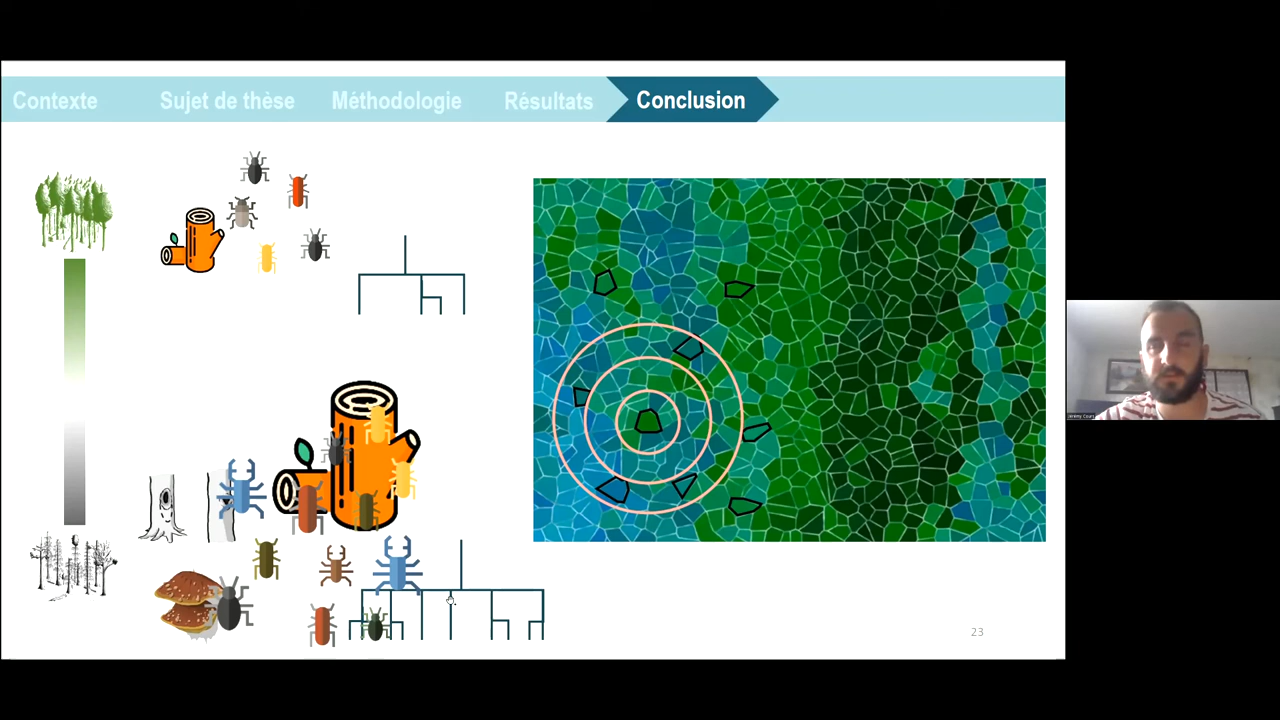 Contexte
Sujet de thèse
Méthodologie
Résultats
Conclusion
23